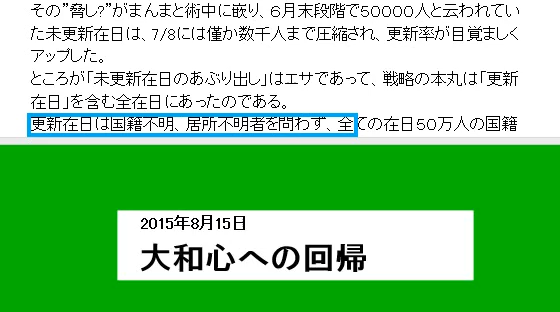 その”脅し?”がまんまと術中に嵌り、6月末段階で50000人と云われてい
た未更新在日は、7/8には僅か数千人まで圧縮され、更新率が目覚ましく
アップした。
ところが「未更新在日のあぶり出し」はエサであって、戦略の本丸は「更新
在日」を含む全在日にあったのである。
更新在日は国籍不明、居所不明者を問わず、全ての在日50万人の国籍
2015年8月15日
大和心への回帰